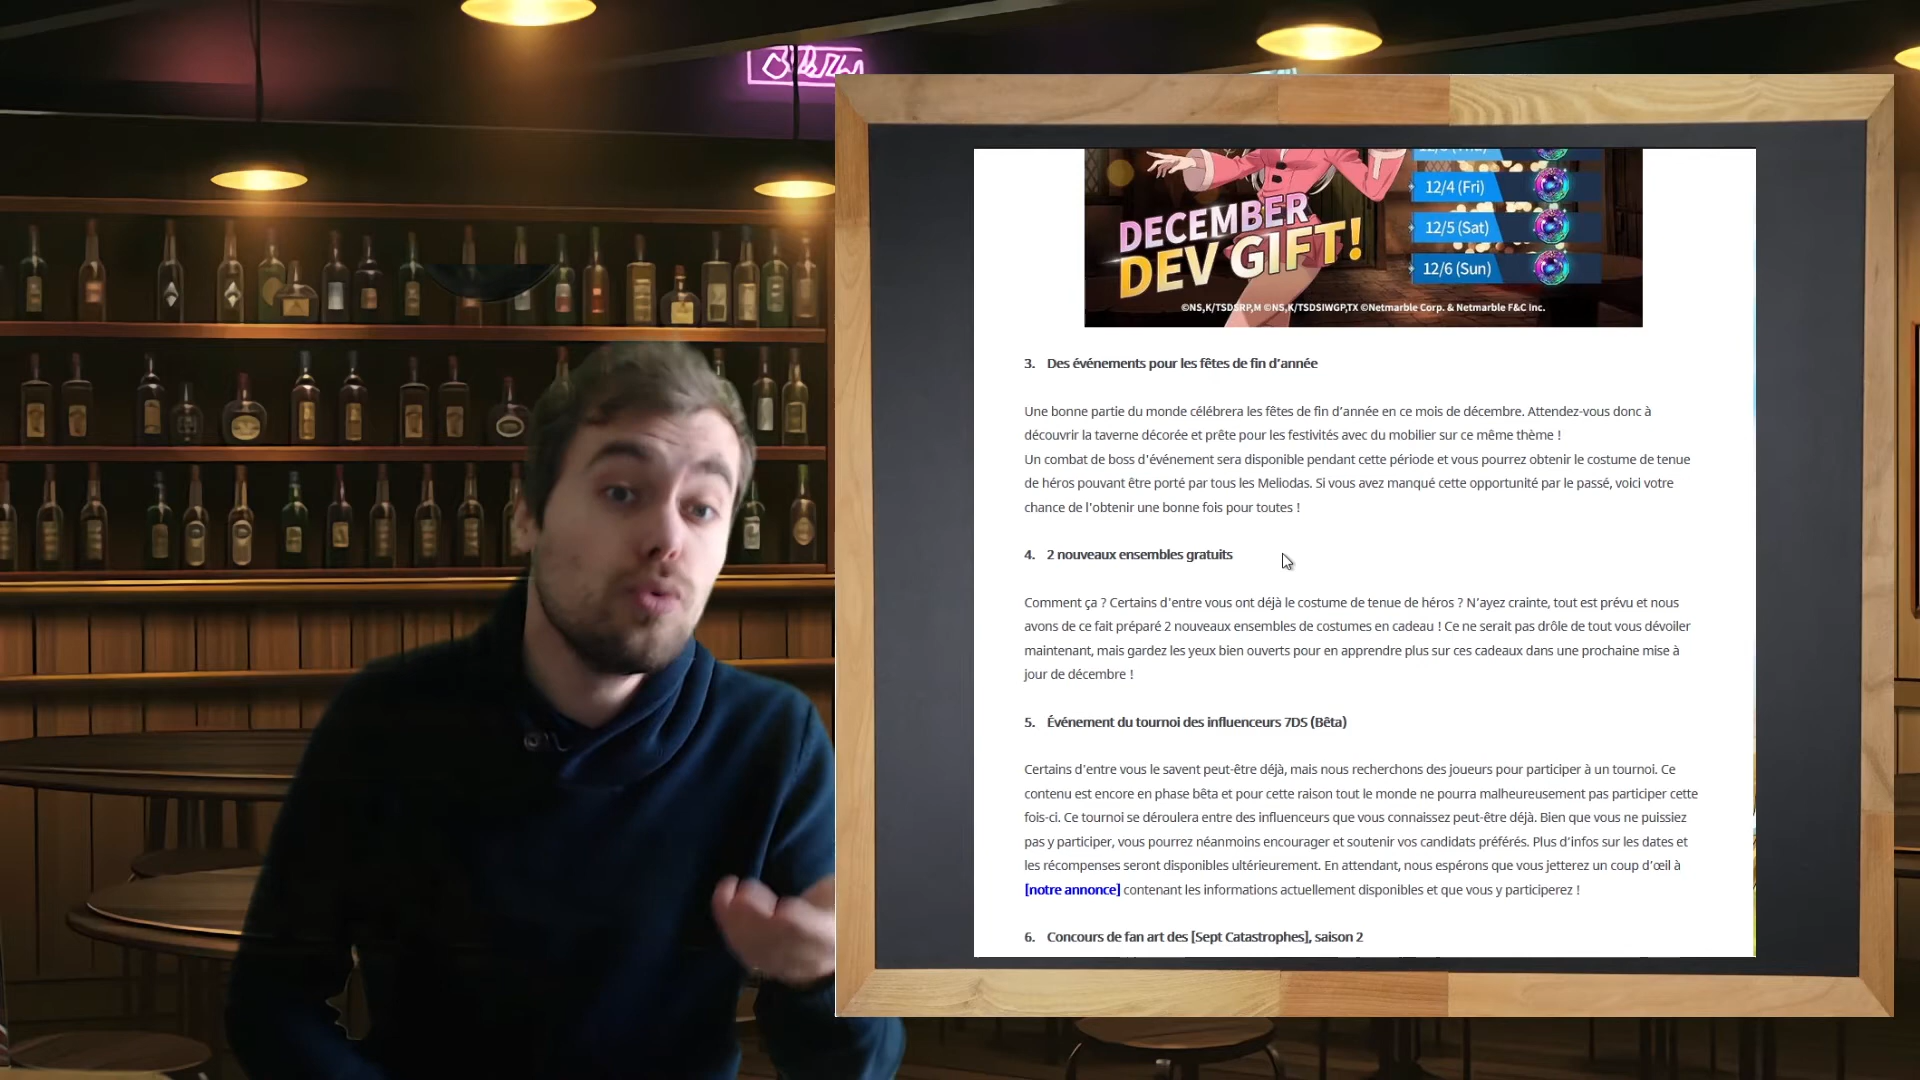 12/4 (Fri)
12/5 (Sat)
12/6 (Sun)
DECEMBER
DEV GIFT!
©NS,K/TSDSRP,M ©NS,K/TSDSIWGP,TX ©Netmarble Corp. & Netmarble F&C Inc.
3. Des événements pour les fêtes de fin d’année
Une bonne partie du monde célébrera les fêtes de fin d’année en ce mois de décembre. Attendez-vous donc à
découvrir la taverne décorée et prête pour les festivités avec du mobilier sur ce même thème !
Un combat de boss d'événement sera disponible pendant cette période et vous pourrez obtenir le costume de tenue
de héros pouvant être porté par tous les Meliodas. Si vous avez manqué cette opportunité par le passé, voici votre
chance de l'obtenir une bonne fois pour toutes !
4. 2 nouveaux ensembles gratuits
Comment ça ? Certains d'entre vous ont déjà le costume de tenue de héros ? N’ayez crainte, tout est prévu et nous
avons de ce fait préparé 2 nouveaux ensembles de costumes en cadeau ! Ce ne serait pas drôle de tout vous dévoiler
maintenant, mais gardez les yeux bien ouverts pour en apprendre plus sur ces cadeaux dans une prochaine mise à
jour de décembre !
5. Événement du tournoi des influenceurs 7DS (Bêta)
Certains d’entre vous le savent peut-être déjà, mais nous recherchons des joueurs pour participer à un tournoi. Ce
contenu est encore en phase bêta et pour cette raison tout le monde ne pourra malheureusement pas participer cette
fois-ci. Ce tournoi se déroulera entre des influenceurs que vous connaissez peut-être déjà. Bien que vous ne puissiez
pas y participer, vous pourrez néanmoins encourager et soutenir vos candidats préférés. Plus d’infos sur les dates et
les récompenses seront disponibles ultérieurement. En attendant, nous espérons que vous jetterez un coup d’œil à
[notre annonce] contenant les informations actuellement disponibles et que vous y participerez !
6. Concours de fan art des [Sept Catastrophes], saison 2